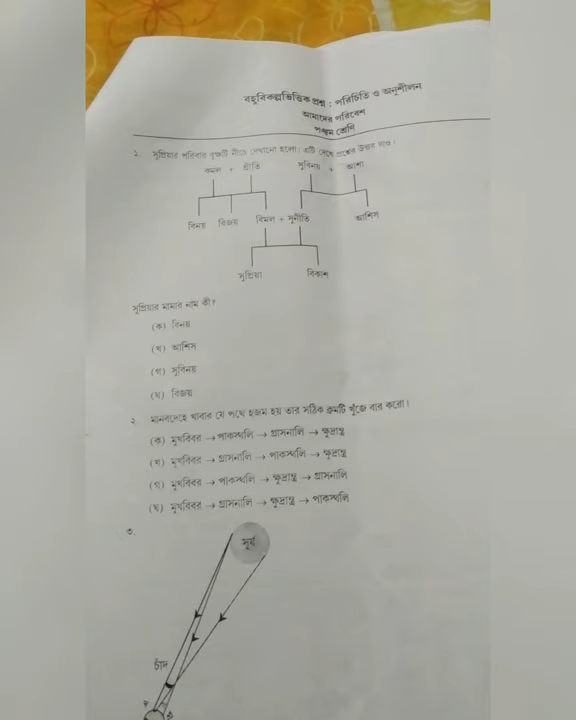 বহুবিকল্পভিত্তিক প্রশ্ন : পরিচিতি ও অনুশীলন
আমাদের পরিবেশ
পঞ্চম শ্রেণি
১. সুপ্রিয়ার পরিবার বৃক্ষটি নীচে দেখানো হলো। এটি দেখে প্রশ্নের উত্তর দাও।
কমল + প্রীতি সুবিনয় + আশা
বিনয় বিজয় বিমল + সুনীতি আশিস
সুপ্রিয়া বিকাশ
সুপ্রিয়ার মামার নাম কী?
(ক) বিনয়
(খ) আশিস
(গ) সুবিনয়
(ঘ) বিজয়
২ মানবদেহে খাবার যে পথে হজম হয় তার সঠিক ক্রমটি খুঁজে বার করো।
(ক) মুখবিবর → পাকস্থলি → গ্রাসনালি → ক্ষুদ্রান্ত্র
(খ) মুখবিবর → গ্রাসনালি → পাকস্থলি → ক্ষুদ্রান্ত্র
(গ) মুখবিবর → পাকস্থলি → ক্ষুদ্রান্ত্র → গ্রাসনালি
(ঘ) মুখবিবর → গ্রাসনালি → ক্ষুদ্রান্ত্র → পাকস্থলি
৩.
সূর্য
চাঁদ